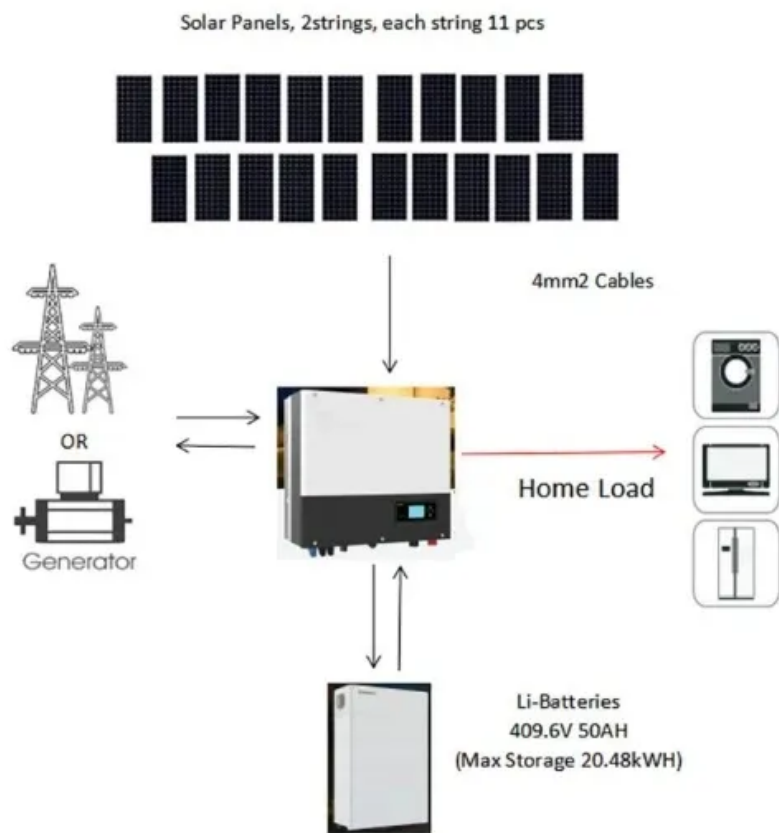 Solar Panels, 2strings, each string 11 pcs
4mm2 Cables
OR
Generator
Home Load
Li-Batteries
409.6V 50AH
(Max Storage 20.48kWH)